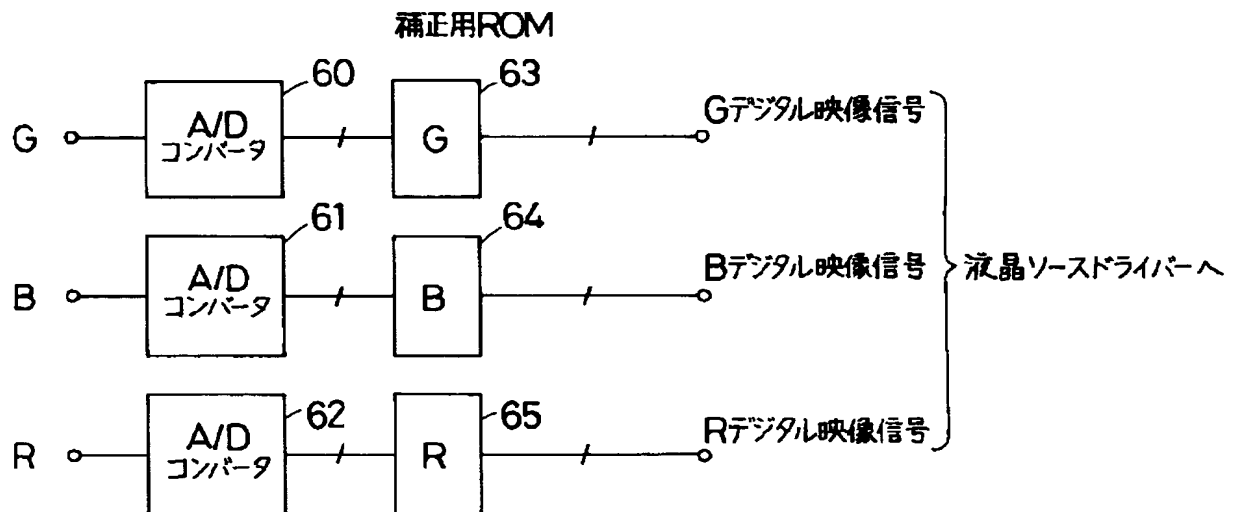 補正用ROM
60
63
G
A/D
コンバータ
G
Gデジタル映像信号
61
64
B
A/D
コンバータ
B
Bデジタル映像信号
液晶ソースドライバーへ
62
65
R
A/D
コンバータ
R
Rデジタル映像信号